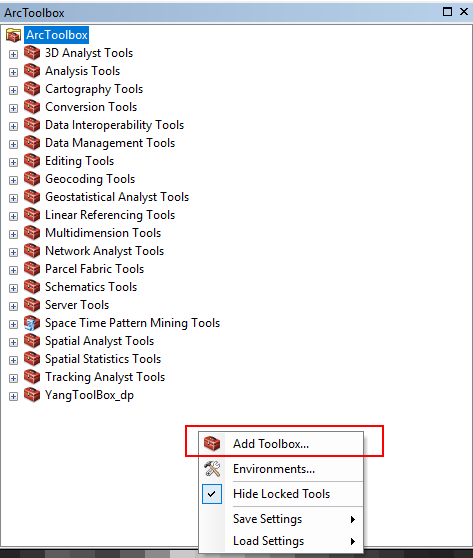 ArcToolbox
ArcToolbox
3D Analyst Tools
Analysis Tools
Cartography Tools
Conversion Tools
Data Interoperability Tools
Data Management Tools
Editing Tools
Geocoding Tools
Geostatistical Analyst Tools
Linear Referencing Tools
Multidimension Tools
Network Analyst Tools
Parcel Fabric Tools
Schematics Tools
Server Tools
Space Time Pattern Mining Tools
Spatial Analyst Tools
Spatial Statistics Tools
Tracking Analyst Tools
YangToolBox_dp
Add Toolbox...
Environments...
Hide Locked Tools
Save Settings
Load Settings